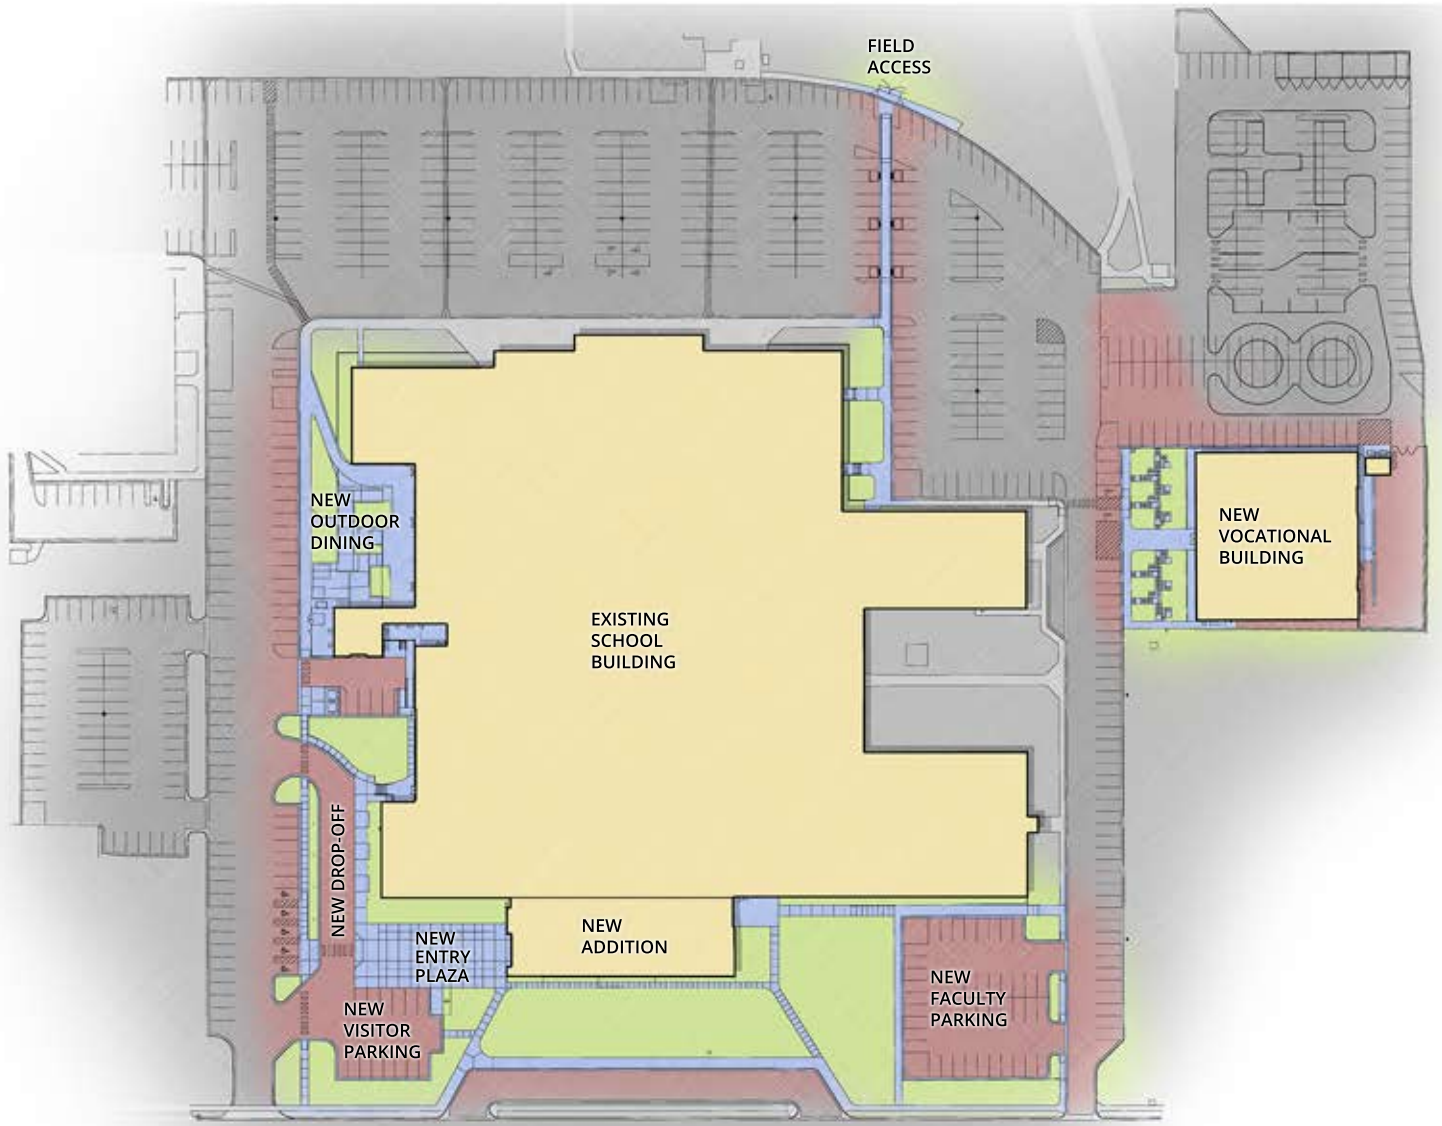 FIELD
ACCESS
NEW
OUTDOOR
DINING
NEW
VOCATIONAL
BUILDING
EXISTING
SCHOOL
BUILDING
NEW DROP-OFF
NEW
ENTRY
PLAZA
NEW
ADDITION
NEW
FACULTY
PARKING
NEW
VISITOR
PARKING